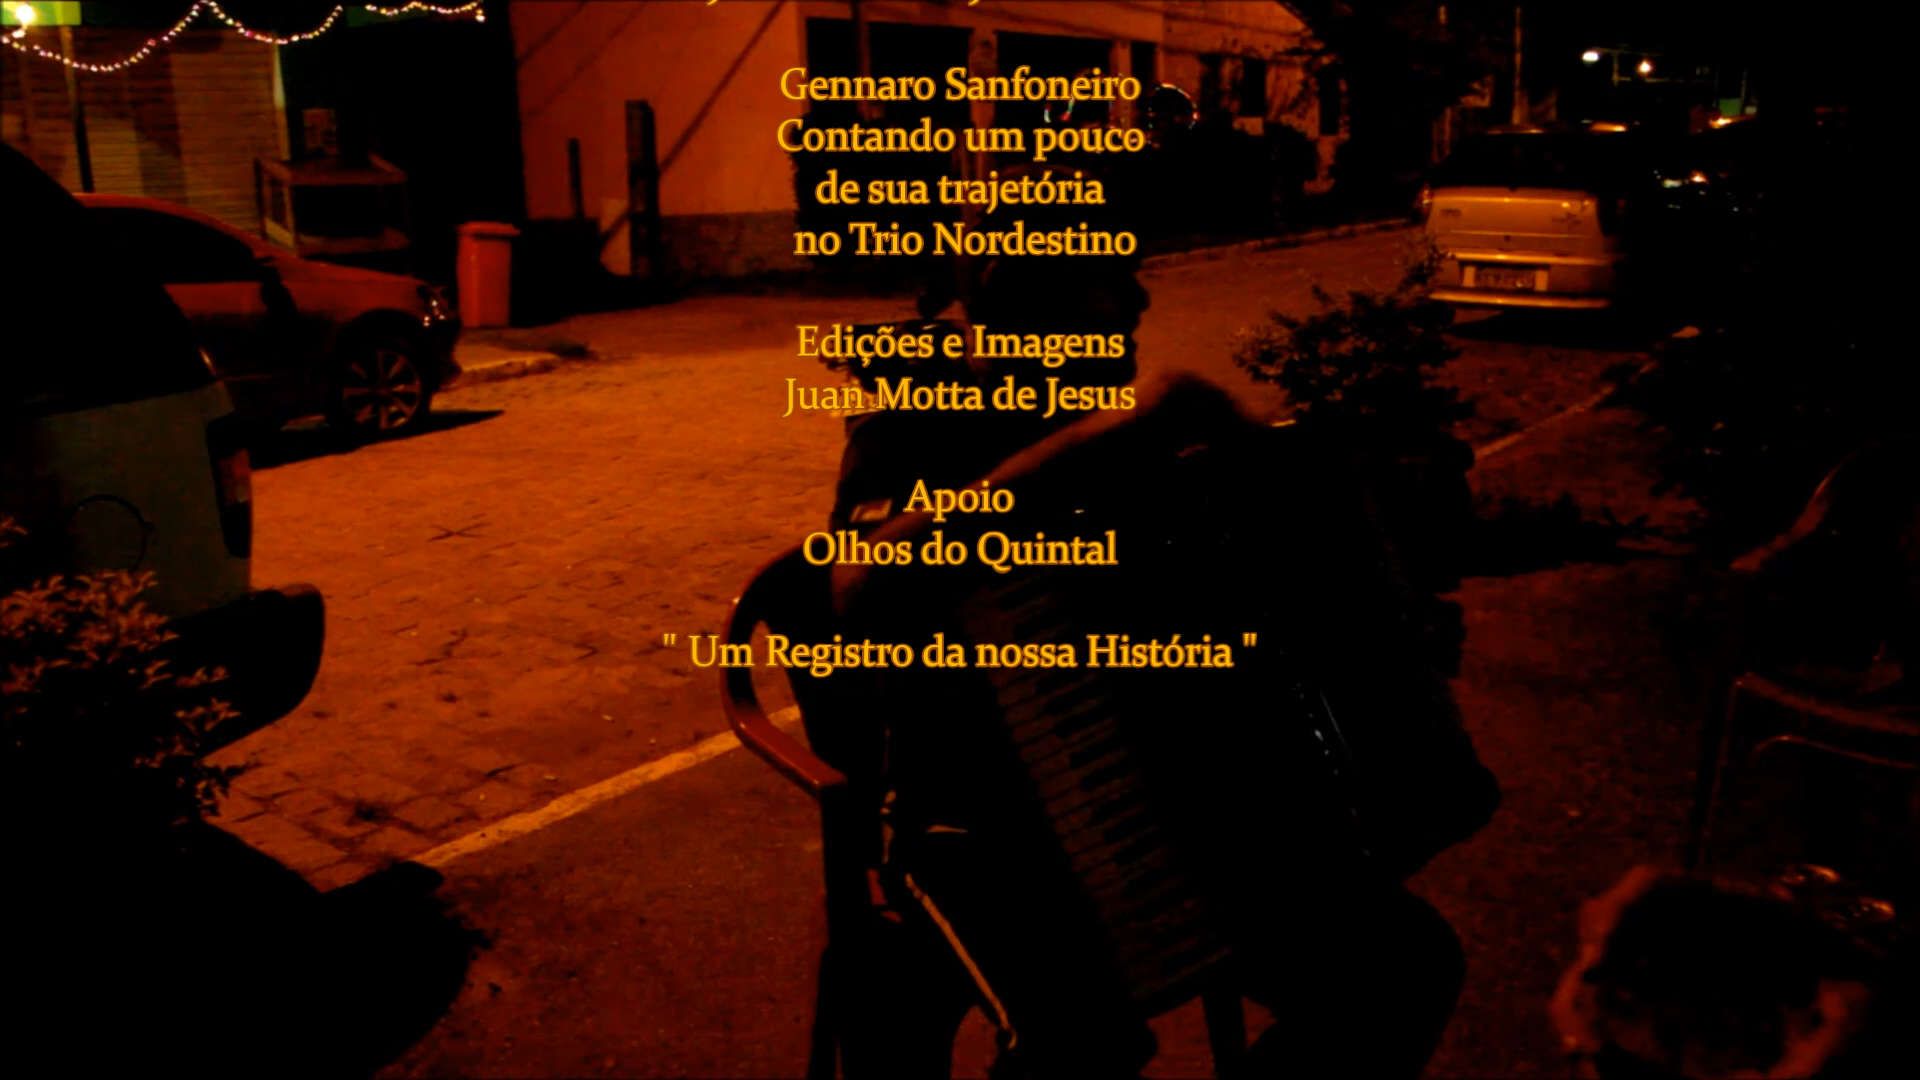 Gennaro Sanfoneiro
Contando um pouco
de sua trajetória
no Trio Nordestino
Edições e Imagens
Juan Motta de Jesus
Apoio
Olhos do Quintal
" Um Registro da nossa História "